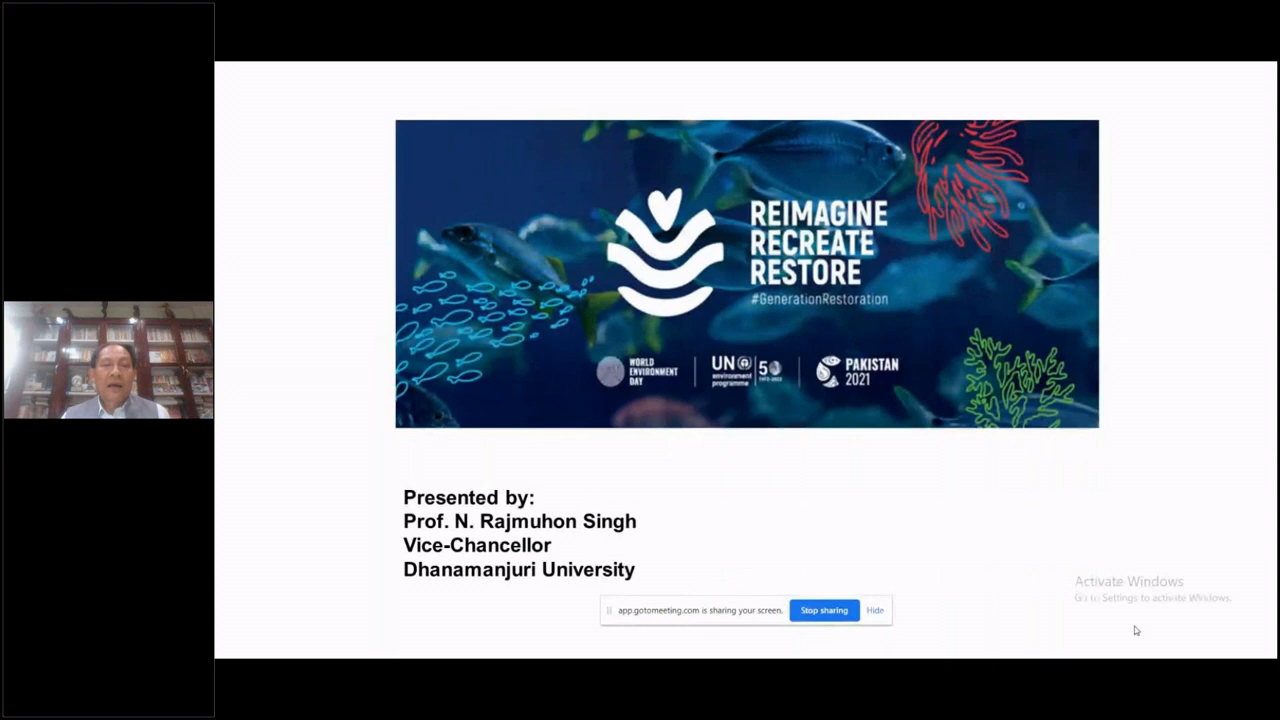 REIMAGINE
RECREATE
RESTORE
#GenerationRestoration
WORLD
ENVIRONMENT
DAY
UN
environment
programme
50
PAKISTAN
2021
Presented by:
Prof. N. Rajmuhon Singh
Vice-Chancellor
Dhanamanjuri University
app.gotomeeting.com is sharing your screen.
Stop sharing
Hide
Activate Windows
Go to Settings to activate Windows.